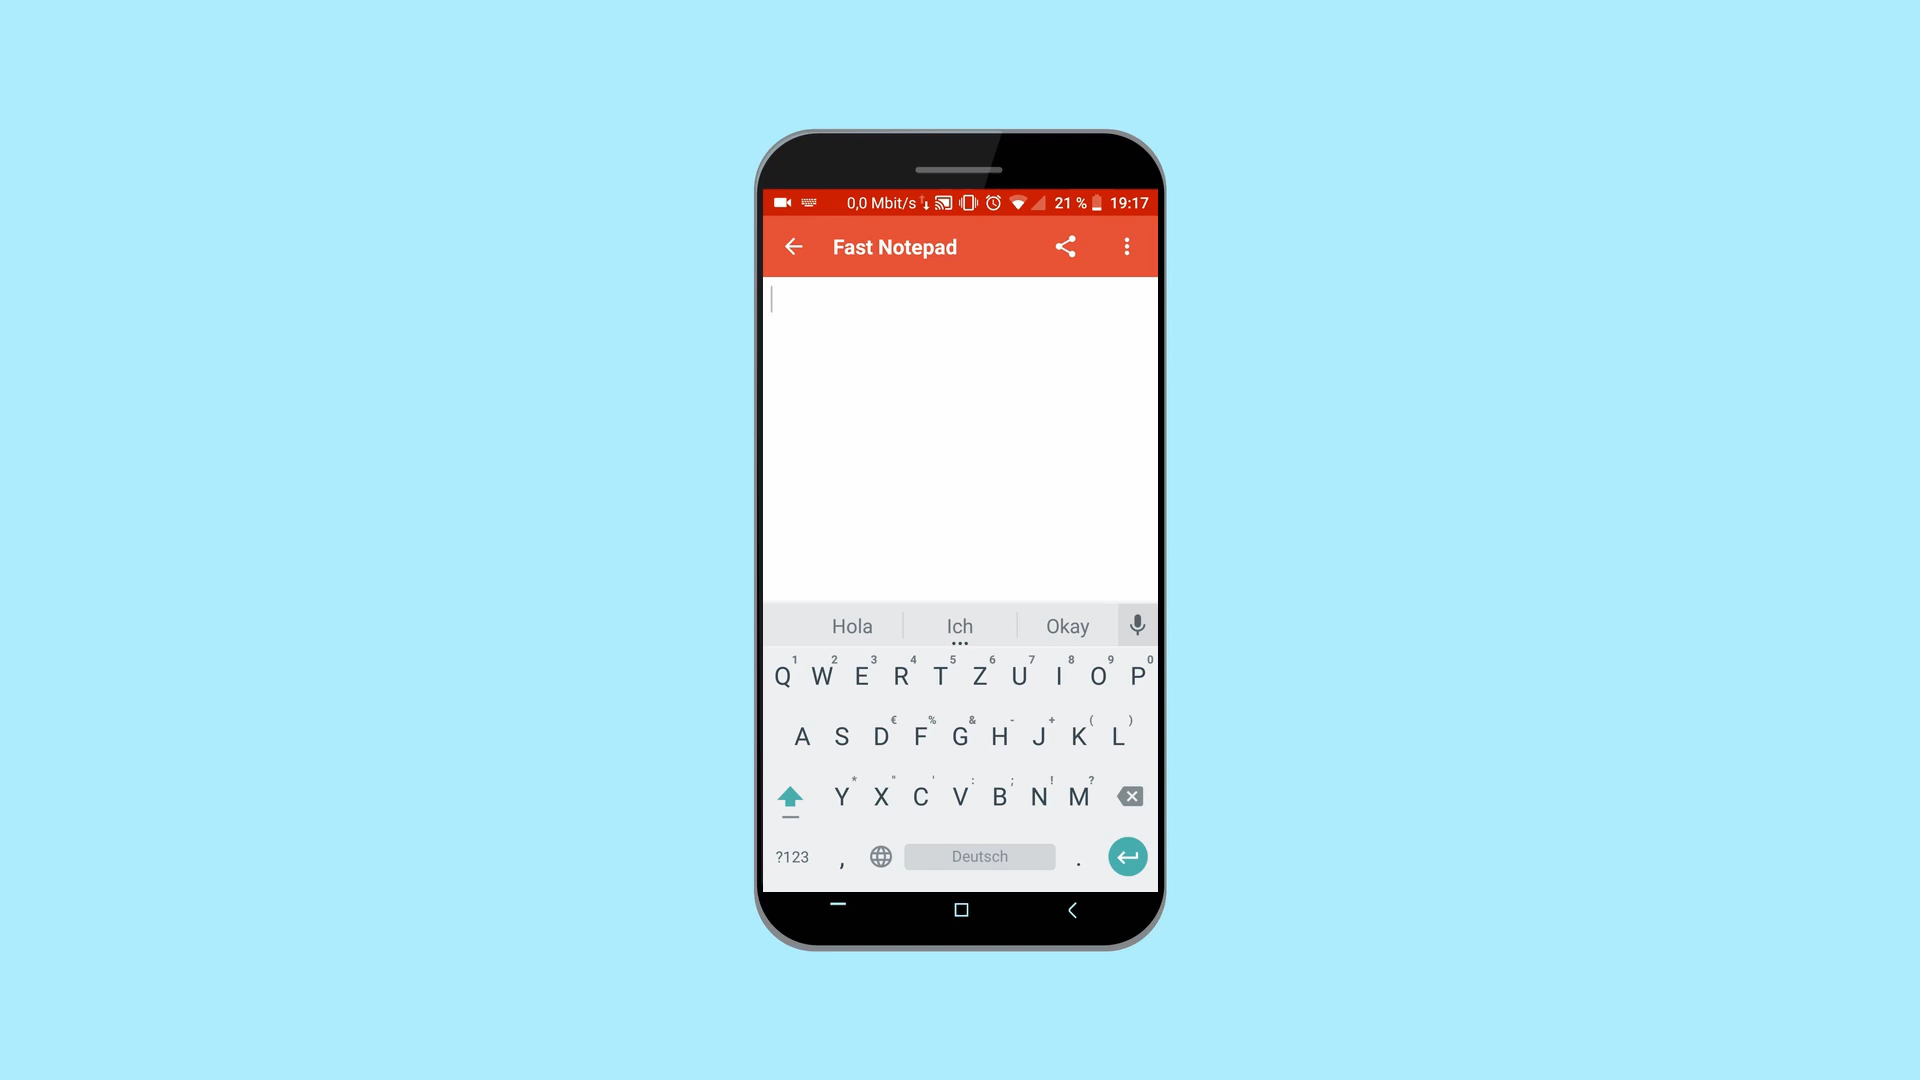 0,0 Mbit/s 21 % 19:17
Fast Notepad
Hola Ich Okay
1 2 3 4 5 6 7 8 9 0
Q W E R T Z U I O P
€ % & - + ( )
A S D F G H J K L
* " ' : ; ! ?
Y X C V B N M
?123 , Deutsch .